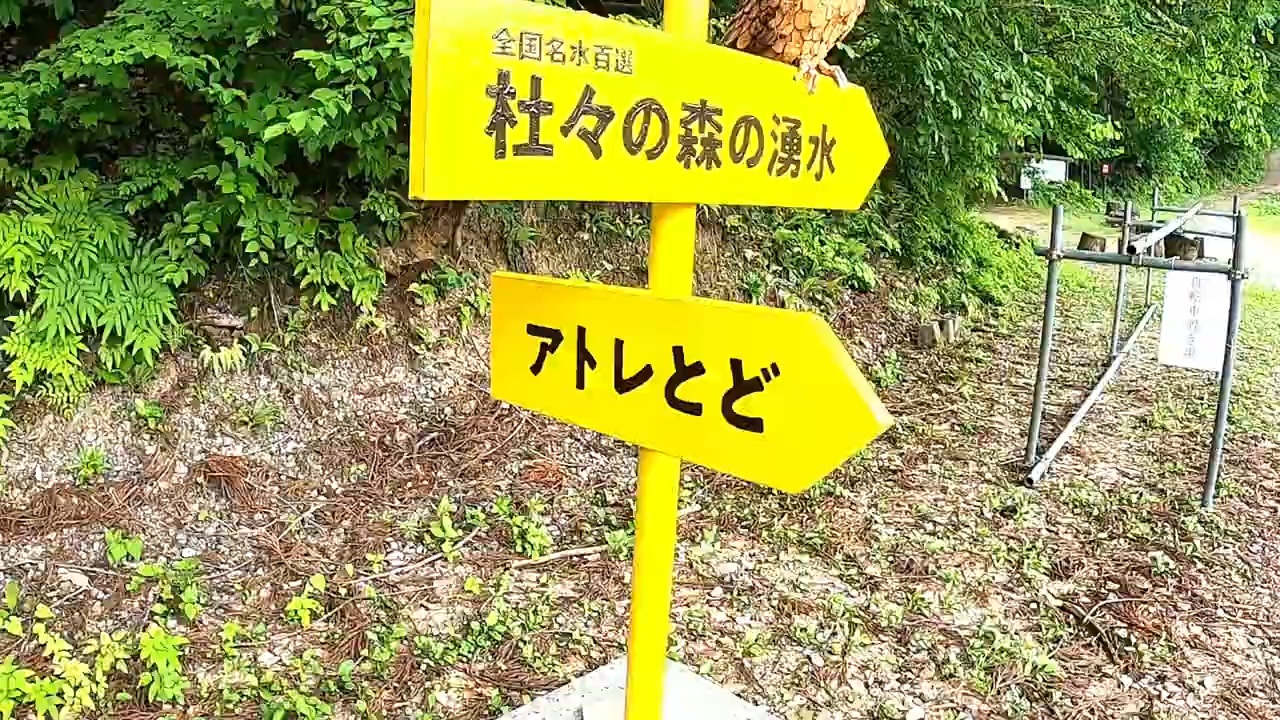 全国名水百選
杜々の森の湧水
アトレとど